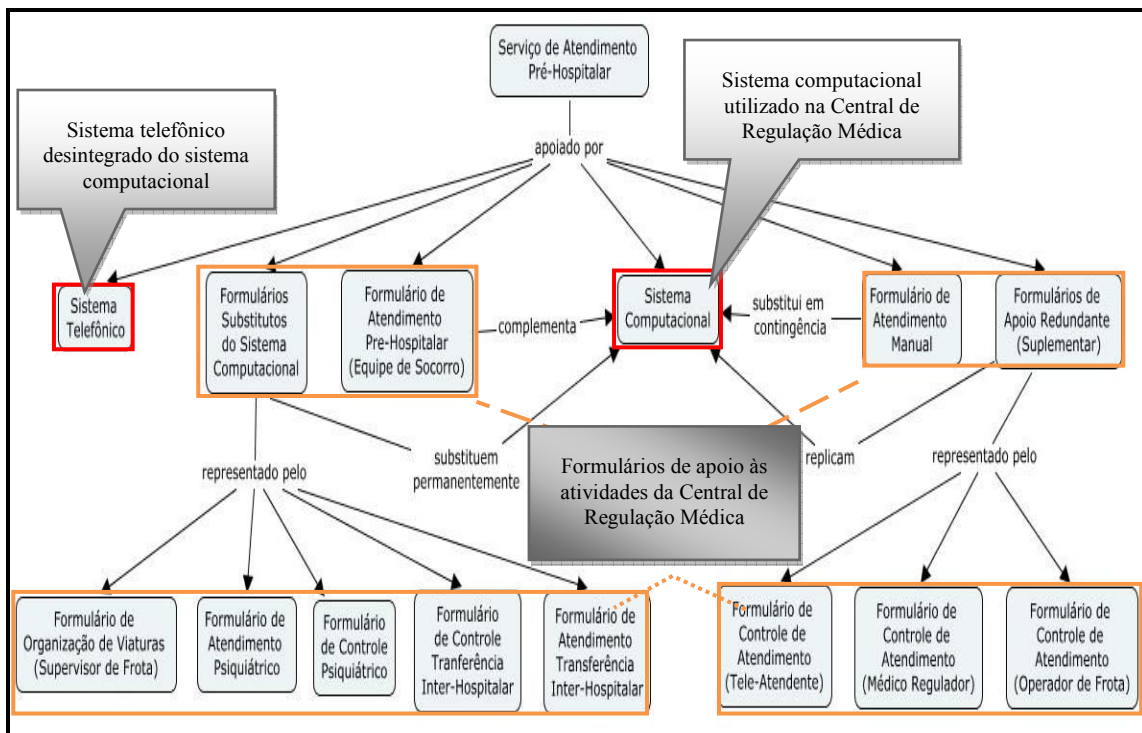 Serviço de Atendimento
Pré-Hospitalar
Sistema computacional
utilizado na Central de
Regulação Médica
Sistema telefônico
desintegrado do sistema
computacional
apoiado por
Sistema
Telefônico
Formulários
Substitutos
do Sistema
Computacional
Formulário de
Atendimento
Pre-Hospitalar
(Equipe de Socorro)
complementa
Sistema
Computacional
substitui em
contingência
Formulário de
Atendimento
Manual
Formulários de
Apoio Redundante
(Suplementar)
representado pelo
substituem
permanentemente
Formulários de apoio às
atividades da Central de
Regulação Médica
replicam
representado pelo
Formulário de
Organização de Viaturas
(Supervisor de Frota)
Formulário de
Atendimento
Psiquiátrico
Formulário
de Controle
Psiquiátrico
Formulário
de Controle
Tranferência
Inter-Hospitalar
Formulário de
Atendimento
Transferência
Inter-Hospitalar
Formulário de
Controle de
Atendimento
(Tele-Atendente)
Formulário de
Controle de
Atendimento
(Médico Regulador)
Formulário de
Controle de
Atendimento
(Operador de Frota)